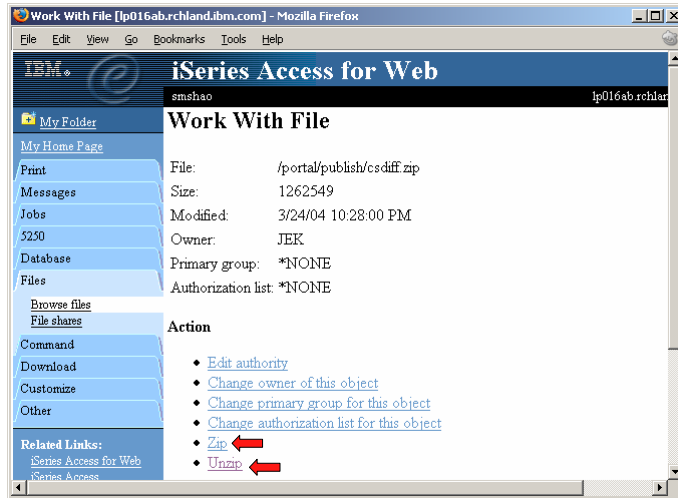 Work With File [lp016ab.rchland.ibm.com] - Mozilla Firefox
File Edit View Go Bookmarks Tools Help
IBM®
iSeries Access for Web
smshao lp016ab.rchlan
My Folder
My Home Page
Print
Messages
Jobs
5250
Database
Files
Browse files
File shares
Command
Download
Customize
Other
Related Links:
iSeries Access for Web
iSeries Access
Work With File
File: /portal/publish/csdiff.zip
Size: 1262549
Modified: 3/24/04 10:28:00 PM
Owner: JEK
Primary group: *NONE
Authorization list: *NONE
Action
Edit authority
Change owner of this object
Change primary group for this object
Change authorization list for this object
Zip
Unzip